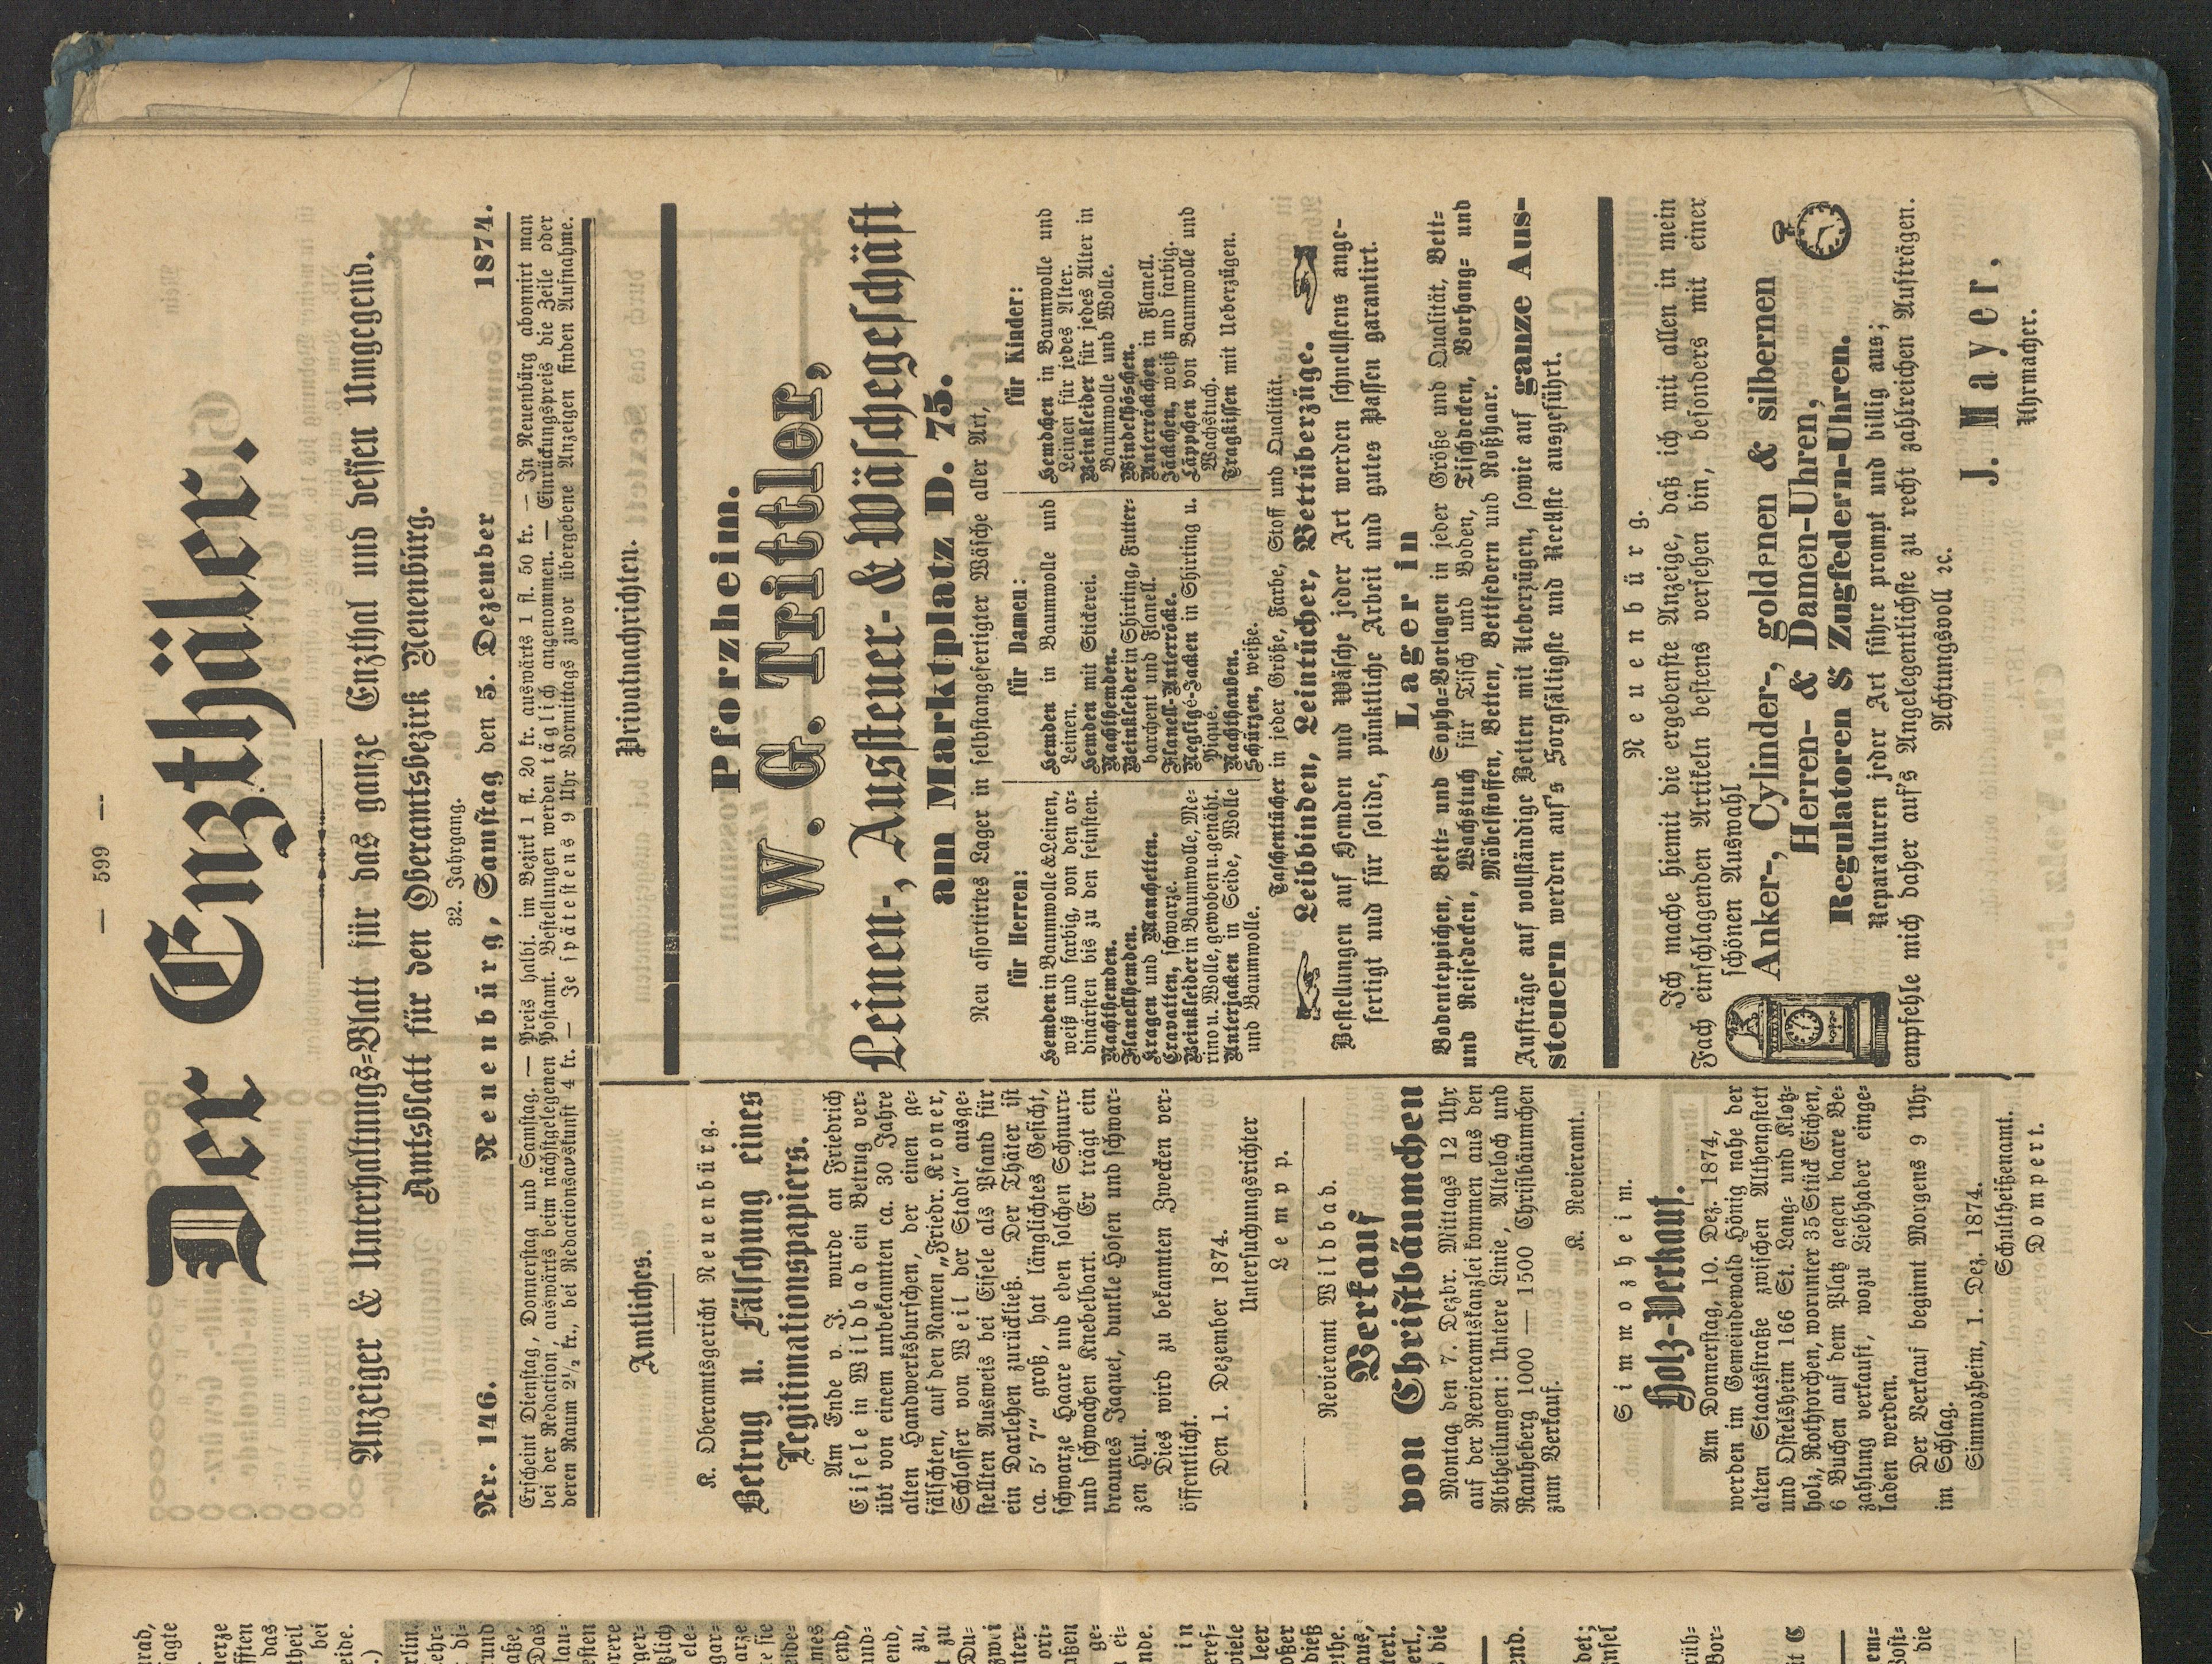 — 599 —
Der Enzthäler.
Anzeiger & Unterhaltungs-Blatt für das ganze Enzthal und dessen Umgegend.
Amtsblatt für den Oberamtsbezirk Neuenbürg.
32. Jahrgang.
Nr. 146. Neuenbürg, Samstag den 5. Dezember 1874.
Erscheint Dienstag, Donnerstag und Samstag. — Preis halbj. im Bezirk 1 fl. 20 kr. auswärts 1 fl. 50 kr. — In Neuenbürg abonnirt man
bei der Redaction, auswärts beim nächstgelegenen Postamt. Bestellungen werden täglich angenommen. — Einrückungspreis die Zeile oder
deren Raum 2½ kr., bei Redactionsauskunft 4 kr. — Je spätestens 9 Uhr Vormittags zuvor übergebene Anzeigen finden Aufnahme.
Amtliches.
K. Oberamtsgericht Neuenbürg.
Betrug u. Fälschung eines
Legitimationspapiers.
Am Ende v. J. wurde an Friedrich
Eisele in Wildbad ein Betrug ver-
übt von einem unbekannten ca. 30 Jahre
alten Handwerksburschen, der einen ge-
fälschten, auf den Namen „Friedr. Kroner,
Schlosser von Weil der Stadt“ ausge-
stellten Ausweis bei Eisele als Pfand für
ein Darlehen zurückließ. Der Thäter ist
ca. 5′ 7″ groß, hat längliches Gesicht,
schwarze Haare und eben solchen Schnurr-
und schwachen Knebelbart. Er trägt ein
braunes Jaquet, dunkle Hosen und schwar-
zen Hut.
Dies wird zu bekannten Zwecken ver-
öffentlicht.
Den 1. Dezember 1874.
Untersuchungsrichter
Lempp.
Revieramt Wildbad.
Verkauf
von Christbäumchen
Montag den 7. Dezbr. Mittags 12 Uhr
auf der Revieramtskanzlei kommen aus den
Abtheilungen: Untere Linie, Alteloch und
Rauheberg 1000 — 1500 Christbäumchen
zum Verkauf.
K. Revieramt.
Simmozheim.
Holz-Verkauf.
Am Donnerstag, 10. Dez. 1874,
werden im Gemeindewald Hönig nahe der
alten Staatsstraße zwischen Althengstett
und Ostelsheim 166 St. Lang- und Klotz-
holz, Rothforchen, worunter 35 Stück Eichen,
6 Buchen auf dem Platz gegen baare Be-
zahlung verkauft, wozu Liebhaber einge-
laden werden.
Der Verkauf beginnt Morgens 9 Uhr
im Schlag.
Simmozheim, 1. Dez. 1874.
Schultheißenamt.
Dompert.
Privatnachrichten.
Pforzheim.
W. G. Trittler,
Leinen-, Aussteuer- & Wäschegeschäft
am Marktplatz D. 75.
Neu assortirtes Lager in selbstangefertigter Wäsche aller Art,
für Herren:
Hemden in Baumwolle & Leinen,
weiß und farbig, von den or-
dinärsten bis zu den feinsten.
Nachthemden.
Flanellhemden.
Kragen und Manchetten.
Cravatten, schwarze.
Beinkleider in Baumwolle, Me-
rino u. Wolle, gewoben u. genäht.
Unterjacken in Seide, Wolle
und Baumwolle.
für Damen:
Hemden in Baumwolle und
Leinen.
Hemden mit Stickerei.
Nachthemden.
Beinkleider in Shirting, Futter-
barchent und Flanell.
Flanell-Unterröcke.
Negligé-Jacken in Shirting u.
Piqué.
Nachthauben.
Schürzen, weiße.
für Kinder:
Hemdchen in Baumwolle und
Leinen für jedes Alter.
Beinkleider für jedes Alter in
Baumwolle und Wolle.
Windelhöschen.
Unterröckchen in Flanell.
Jäckchen, weiß und farbig.
Läppchen von Baumwolle und
Wachstuch.
Tragkissen mit Ueberzügen.
Taschentücher in jeder Größe, Farbe, Stoff und Qualität.
Leibbinden, Leintücher, Bettüberzüge.
Bestellungen auf Hemden und Wäsche jeder Art werden schnellstens ange-
fertigt und für solide, pünktliche Arbeit und gutes Passen garantirt.
Lager in
Bodenteppichen, Bett- und Sopha-Vorlagen in jeder Größe und Qualität, Bett-
und Reisedecken, Wachstuch für Tisch und Boden, Tischdecken, Vorhang- und
Möbelstoffen, Betten, Bettfedern und Roßhaar.
Aufträge auf vollständige Betten mit Ueberzügen, sowie auf ganze Aus-
steuern werden auf's Sorgfältigste und Reellste ausgeführt.
Neuenbürg.
Ich mache hiemit die ergebenste Anzeige, daß ich mit allen in mein
Fach einschlagenden Artikeln bestens versehen bin, besonders mit einer
schönen Auswahl
Anker-, Cylinder-, goldenen & silbernen
Herren- & Damen-Uhren,
Regulatoren & Zugfedern-Uhren.
Reparaturen jeder Art führe prompt und billig aus;
empfehle mich daher auf's Angelegentlichste zu recht zahlreichen Aufträgen.
Achtungsvoll ꝛc.
J. Mayer,
Uhrmacher.